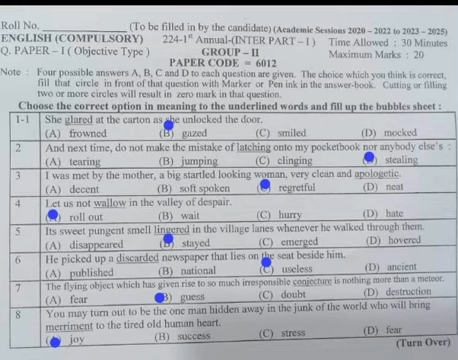 Roll No. (To be filled in by the candidate) (Academic Sessions 2020 – 2022 to 2023 – 2025)
ENGLISH (COMPULSORY) 224-1st Annual-(INTER PART – I) Time Allowed : 30 Minutes
Q. PAPER – I ( Objective Type ) GROUP – II Maximum Marks : 20
PAPER CODE = 6012
Note : Four possible answers A, B, C and D to each question are given. The choice which you think is correct,
fill that circle in front of that question with Marker or Pen ink in the answer-book. Cutting or filling
two or more circles will result in zero mark in that question.
Choose the correct option in meaning to the underlined words and fill up the bubbles sheet :
1-1 She glared at the carton as she unlocked the door.
(A) frowned (B) gazed (C) smiled (D) mocked
2 And next time, do not make the mistake of latching onto my pocketbook nor anybody else's :
(A) tearing (B) jumping (C) clinging stealing
3 I was met by the mother, a big startled looking woman, very clean and apologetic.
(A) decent (B) soft spoken regretful (D) neat
4 Let us not wallow in the valley of despair.
roll out (B) wait (C) hurry (D) hate
5 Its sweet pungent smell lingered in the village lanes whenever he walked through them.
(A) disappeared stayed (C) emerged (D) hovered
6 He picked up a discarded newspaper that lies on the seat beside him.
(A) published (B) national (C) useless (D) ancient
7 The flying object which has given rise to so much irresponsible conjecture is nothing more than a meteor.
(A) fear (B) guess (C) doubt (D) destruction
8 You may turn out to be the one man hidden away in the junk of the world who will bring
merriment to the tired old human heart.
joy (B) success (C) stress (D) fear
(Turn Over)